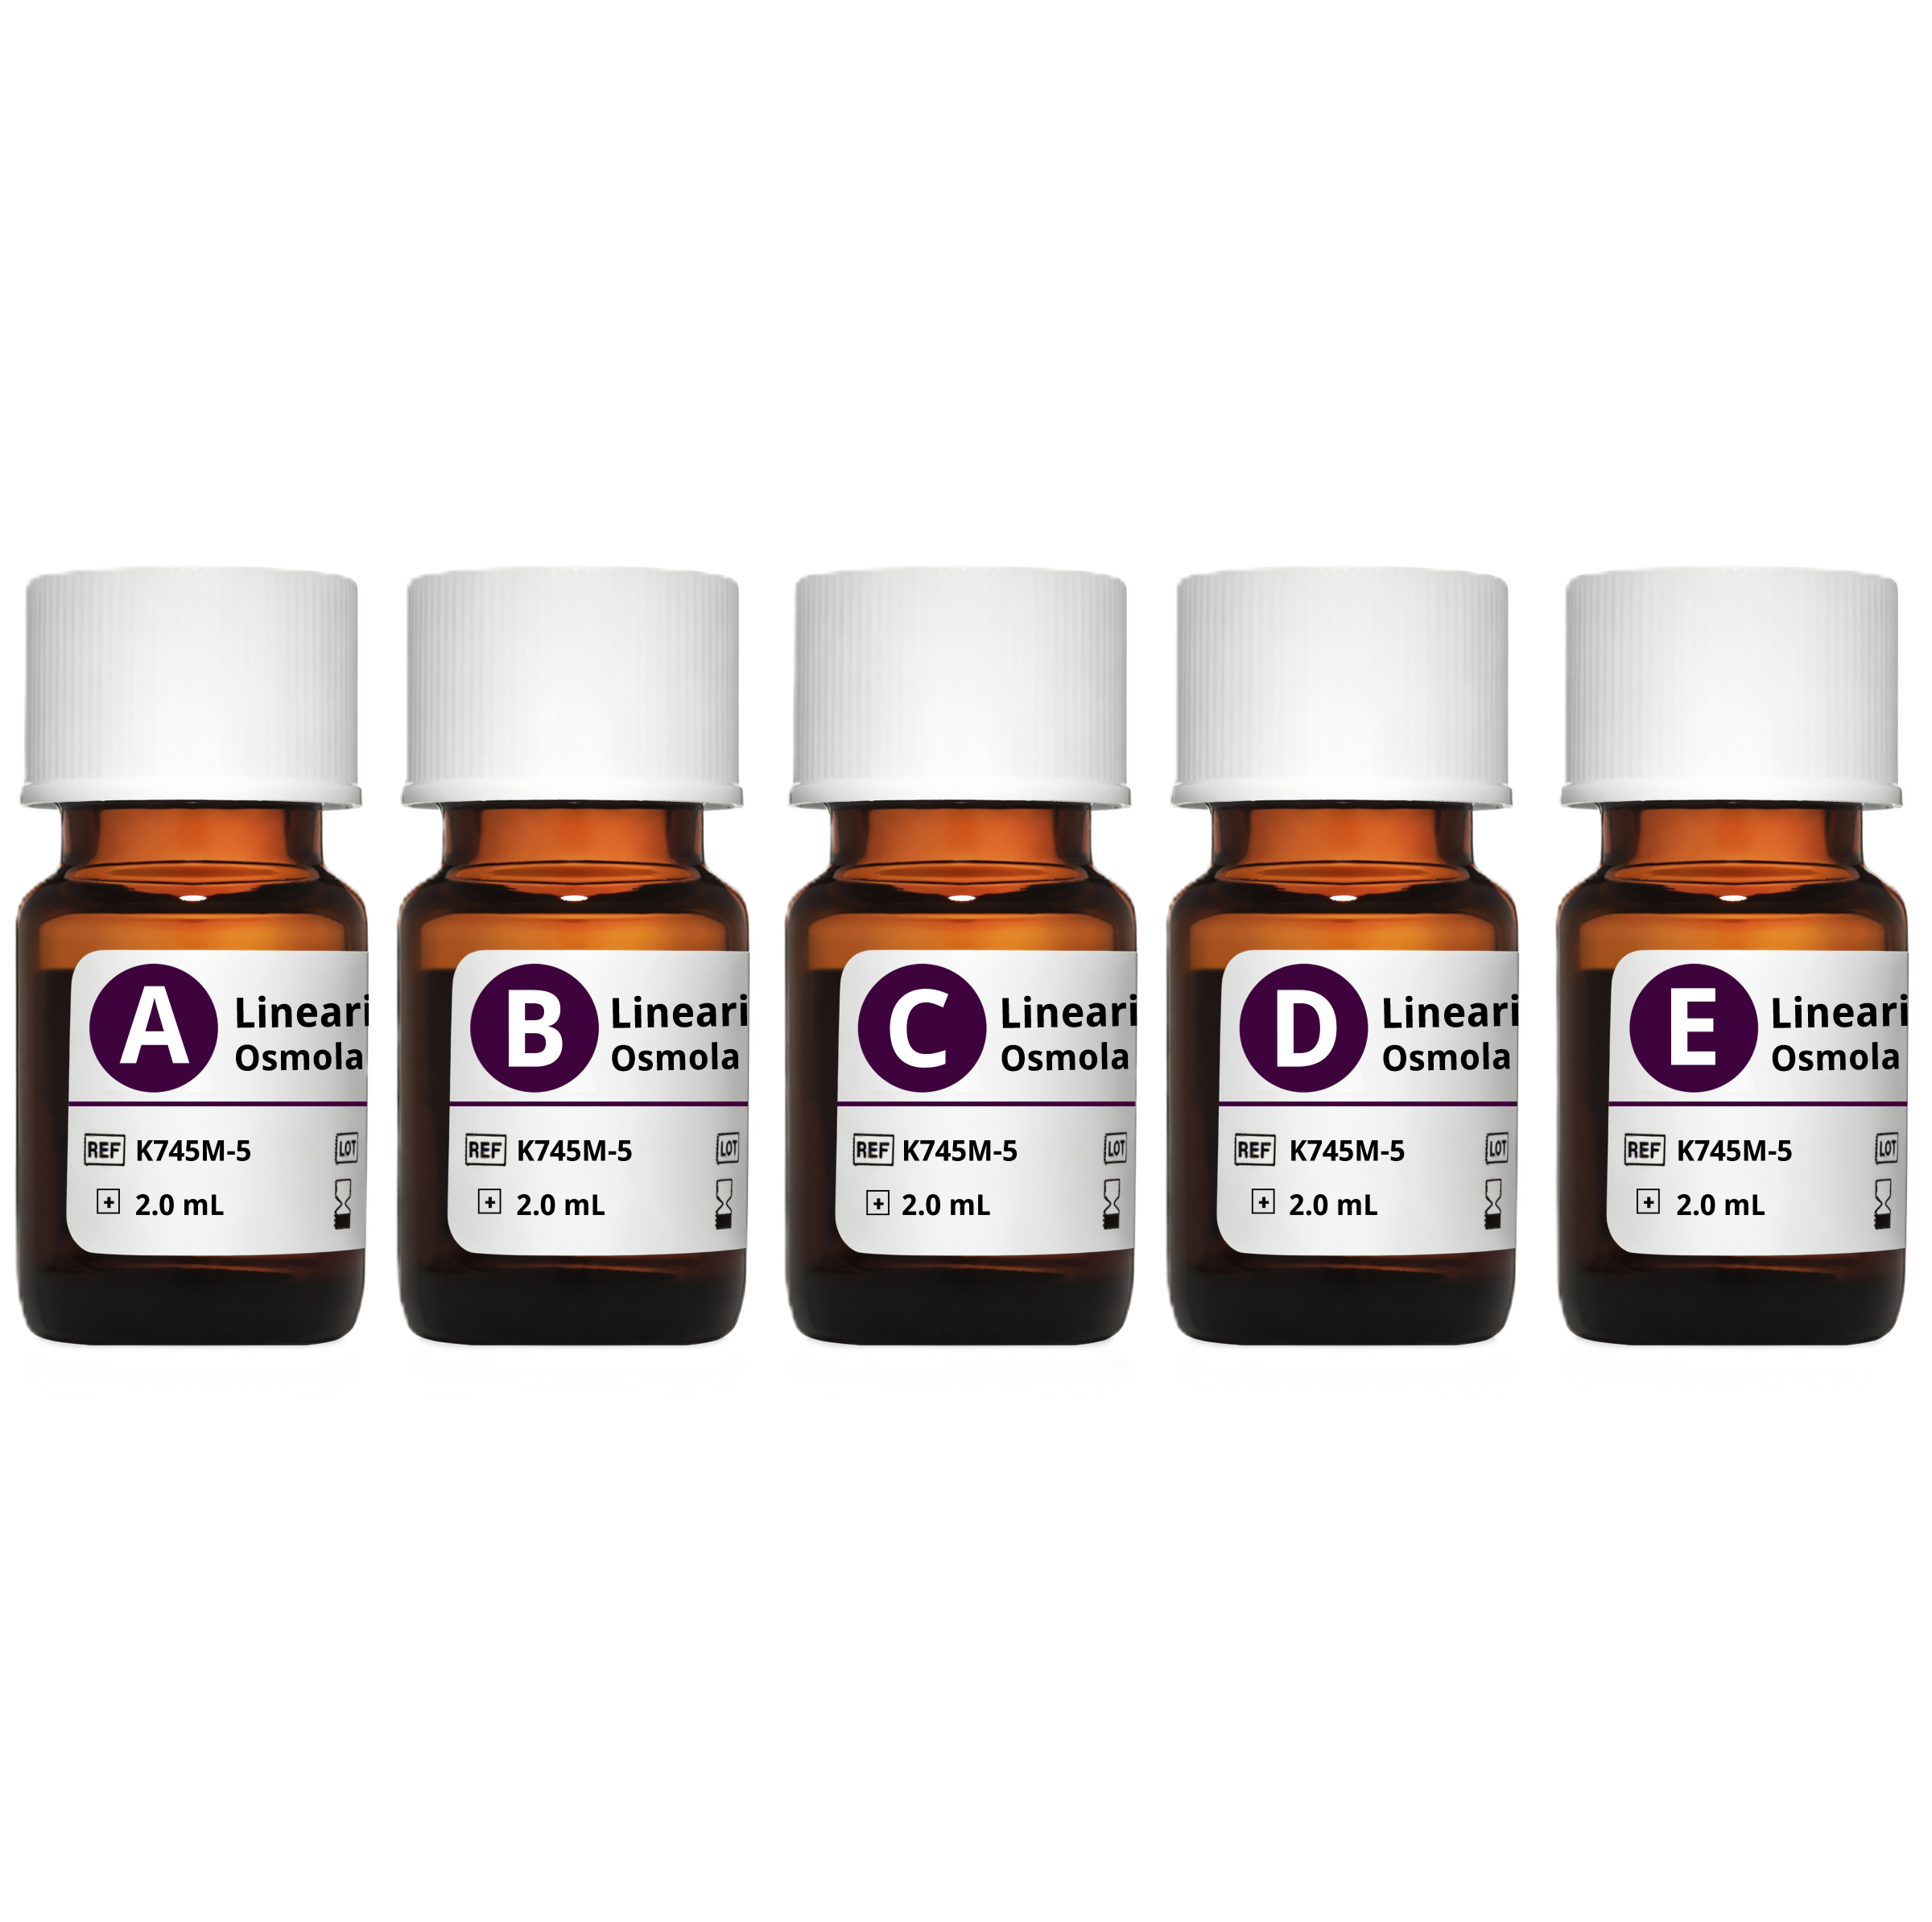 A
Lineari
Osmola
REF K745M-5 LOT
2.0 mL
B
Lineari
Osmola
REF K745M-5 LOT
2.0 mL
C
Lineari
Osmola
REF K745M-5 LOT
2.0 mL
D
Lineari
Osmola
REF K745M-5 LOT
2.0 mL
E
Lineari
Osmola
REF K745M-5 LOT
2.0 mL